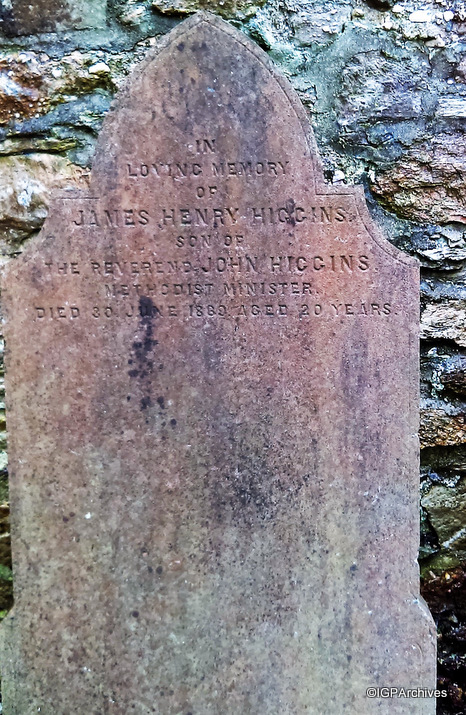 IN
LOVING MEMORY
OF
JAMES HENRY HIGGINS,
SON OF
THE REVEREND JOHN HIGGINS
METHODIST MINISTER.
DIED 30 JUNE 1889 AGED 20 YEARS.
©IGPArchives